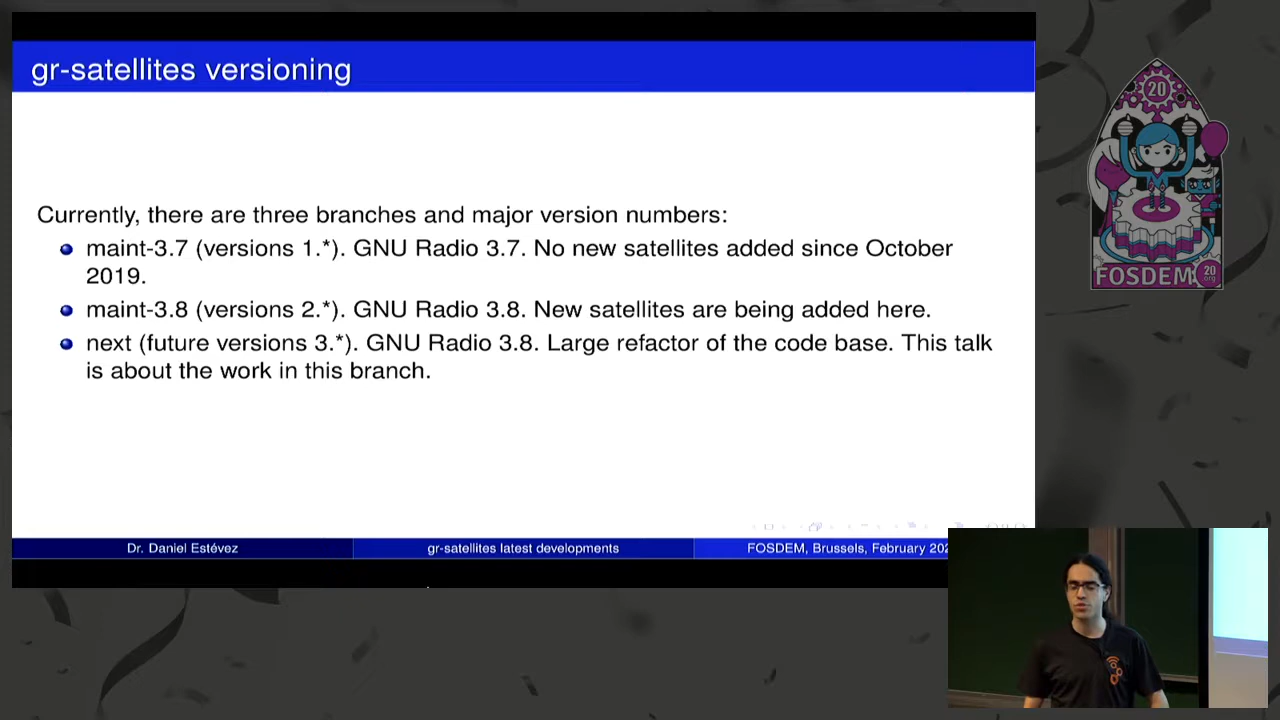 gr-satellites versioning
Currently, there are three branches and major version numbers:
maint-3.7 (versions 1.*). GNU Radio 3.7. No new satellites added since October
2019.
maint-3.8 (versions 2.*). GNU Radio 3.8. New satellites are being added here.
next (future versions 3.*). GNU Radio 3.8. Large refactor of the code base. This talk
is about the work in this branch.
Dr. Daniel Estévez
gr-satellites latest developments
FOSDEM, Brussels, February 202
20
FOSDEM
20
.org